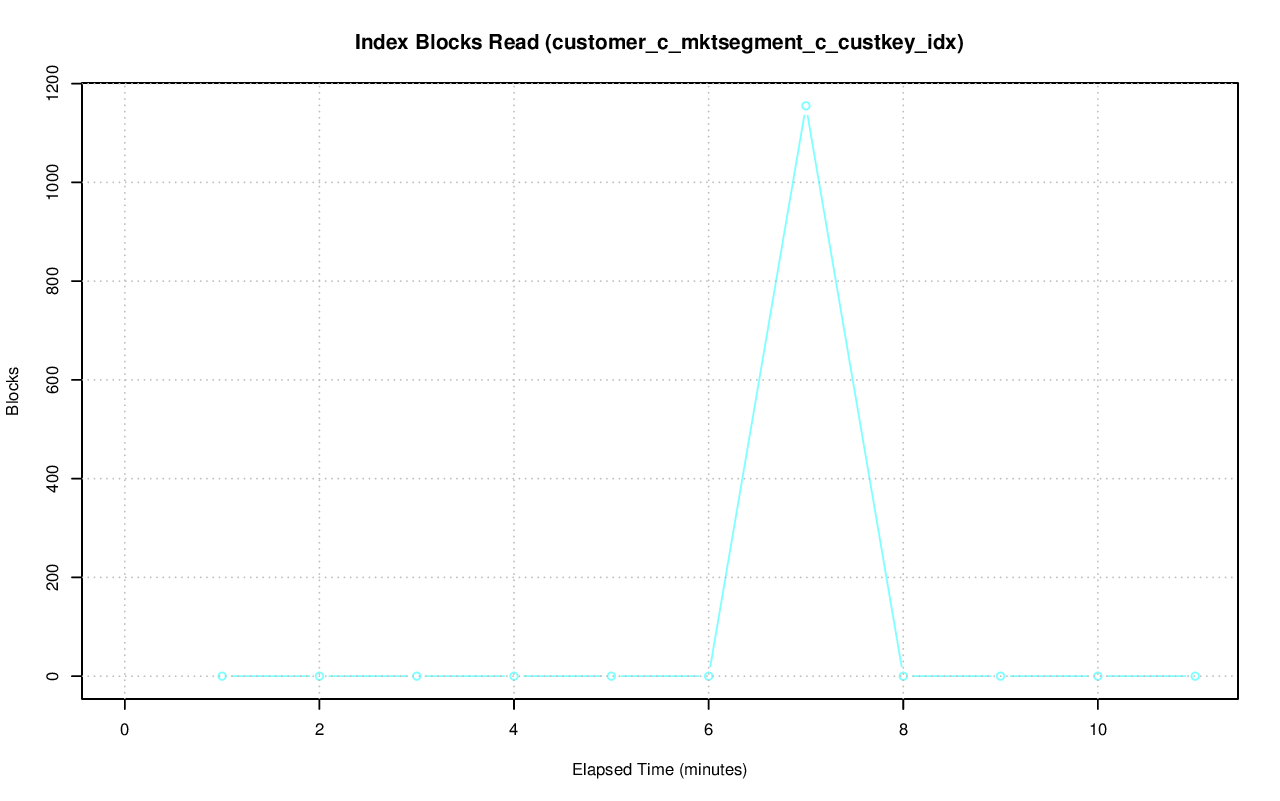 Index Blocks Read (customer_c_mktsegment_c_custkey_idx)
1200
1000
800
600
400
200
0
Blocks
0 2 4 6 8 10
Elapsed Time (minutes)